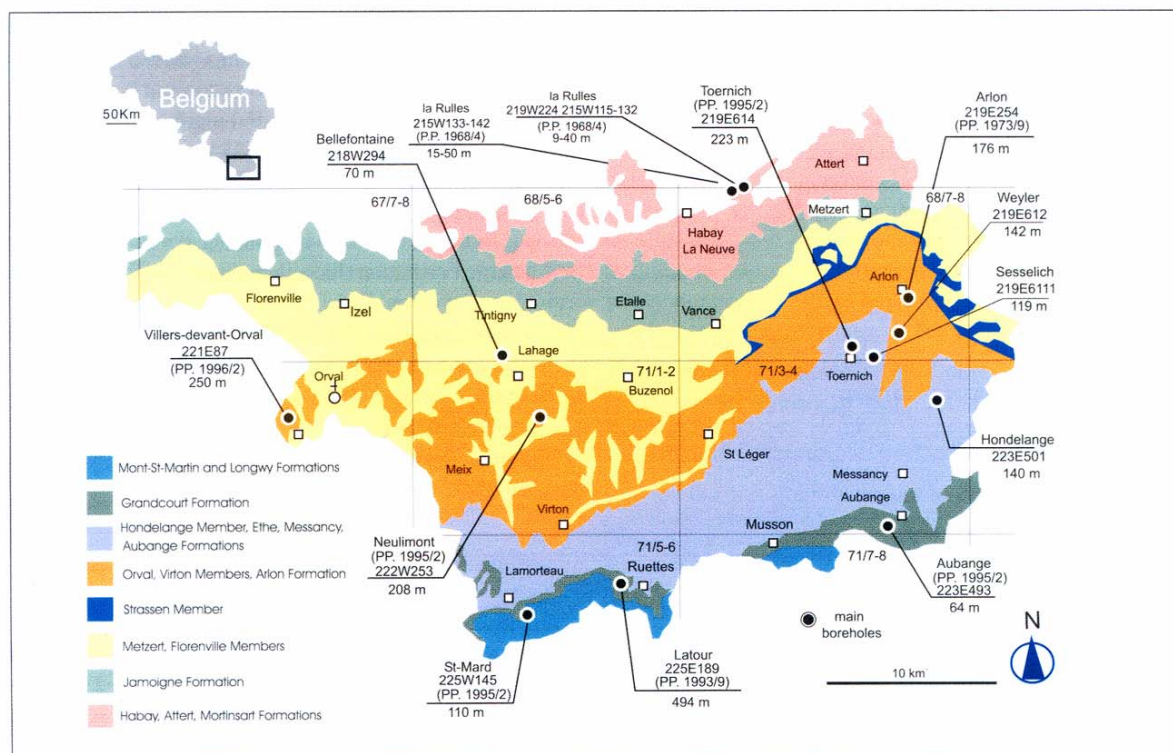 Belgium
50Km
la Rulles
215W133-142
(P.P. 1968/4)
15-50 m
la Rulles
219W224 215W115-132
(P.P. 1968/4)
9-40 m
Toernich
(PP. 1995/2)
219E614
223 m
Arlon
219E254
(PP. 1973/9)
176 m
Bellefontaine
218W294
70 m
Attert
Weyler
219E612
142 m
67/7-8
68/5-6
68/7-8
Metzert
Habay
La Neuve
Sesselich
219E6111
119 m
Arlon
Florenville
Izel
Tintigny
Etalle
Vance
Villers-devant-Orval
221E87
(PP. 1996/2)
250 m
Lahage
71/1-2
71/3-4
Toernich
Orval
Buzenol
Hondelange
223E501
140 m
St Léger
Meix
Messancy
Aubange
Virton
Musson
Neulimont
(PP. 1995/2)
222W253
208 m
71/5-6
71/7-8
Lamorteau
Ruettes
Aubange
(PP. 1995/2)
223E493
64 m
main
boreholes
N
St-Mard
225W145
(PP. 1995/2)
110 m
Latour
225E189
(PP. 1993/9)
494 m
10 km
Mont-St-Martin and Longwy Formations
Grandcourt Formation
Hondelange Member, Ethe, Messancy,
Aubange Formations
Orval, Virton Members, Arlon Formation
Strassen Member
Metzert, Florenville Members
Jamoigne Formation
Habay, Attert, Mortinsart Formations